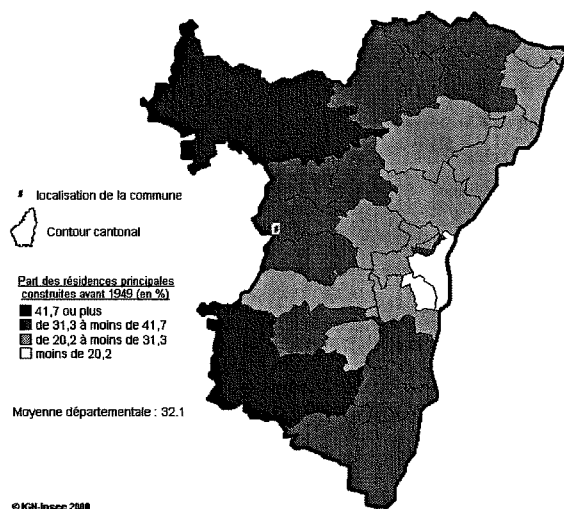 localisation de la commune
Contour cantonal
Part des résidences principales
construites avant 1949 (en %)
41,7 ou plus
de 31,3 à moins de 41,7
de 20,2 à moins de 31,3
moins de 20,2
Moyenne départementale : 32.1
© IGN-Insee 2000